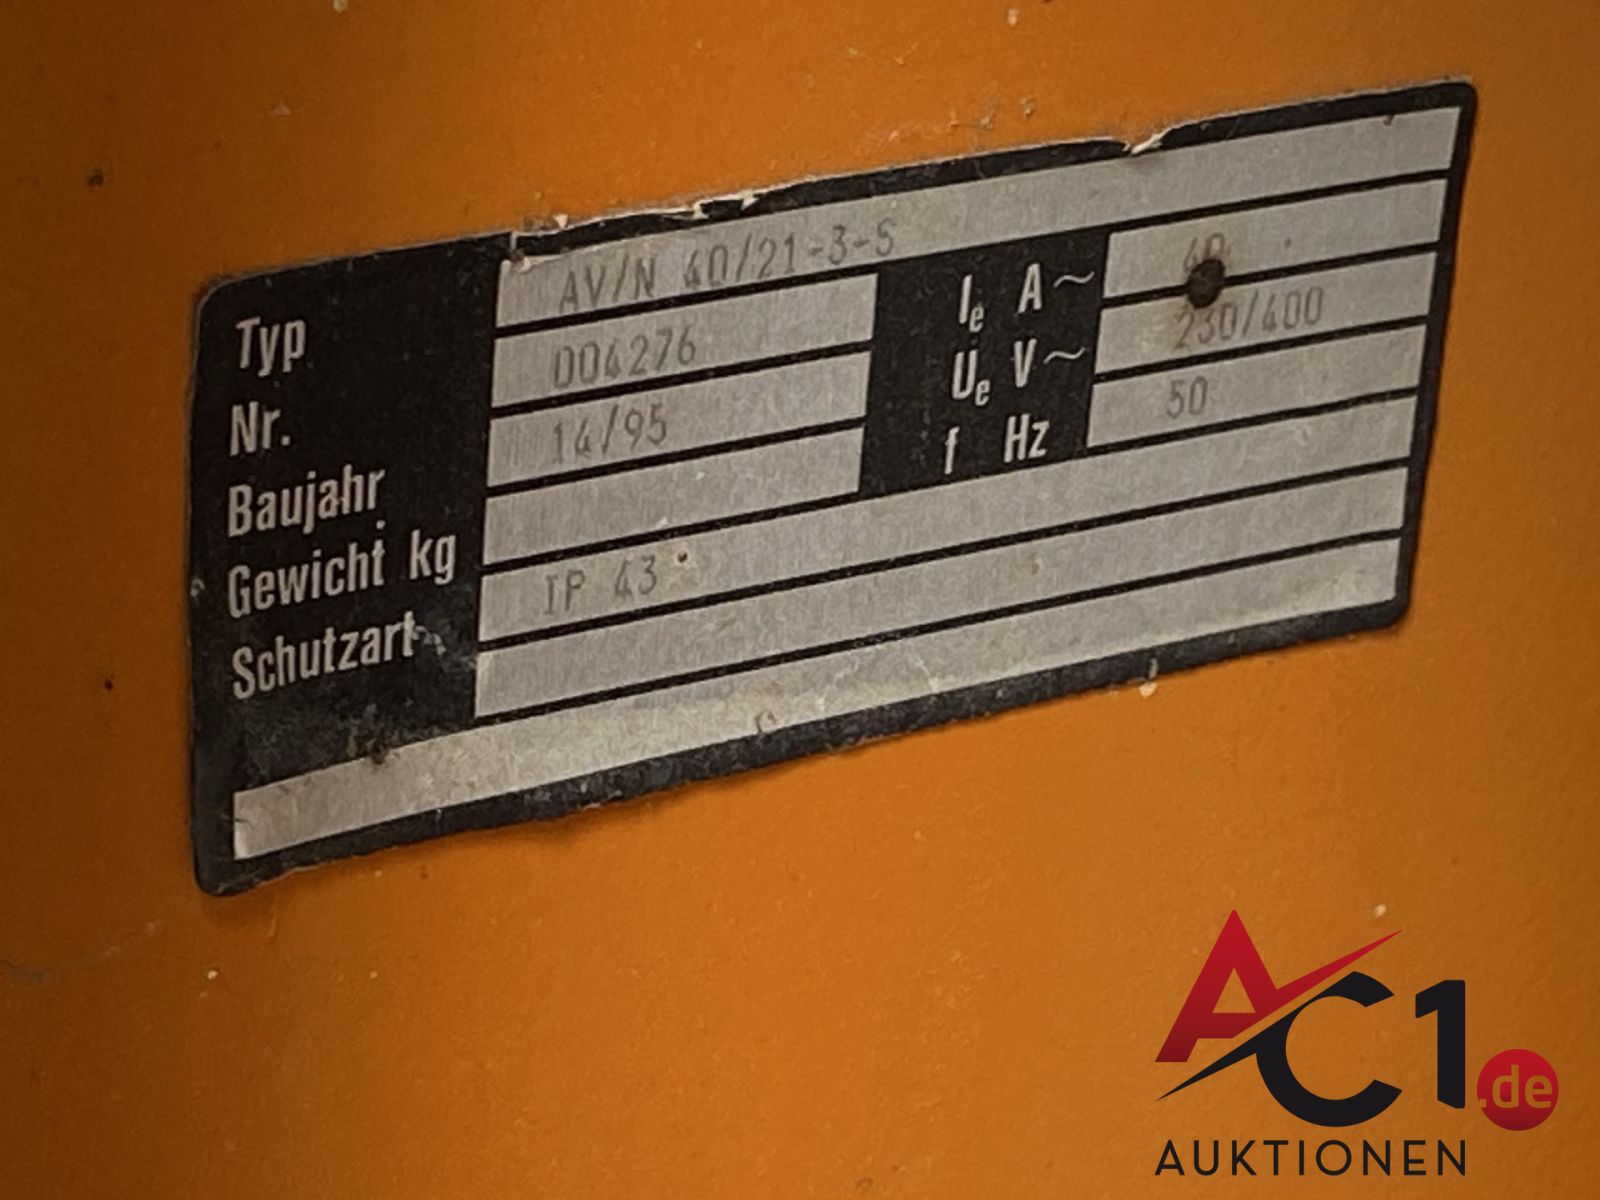 Typ AV/N 40/21-3-S
Nr. 004276 Ie A~ 40
Baujahr 14/95 Ue V~ 230/400
Gewicht kg f Hz 50
Schutzart IP 43
AC1.de
AUKTIONEN